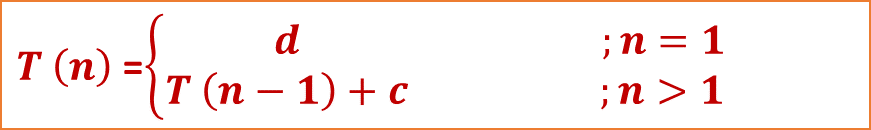 T (n) = { d ; n = 1
T (n − 1) + c ; n > 1